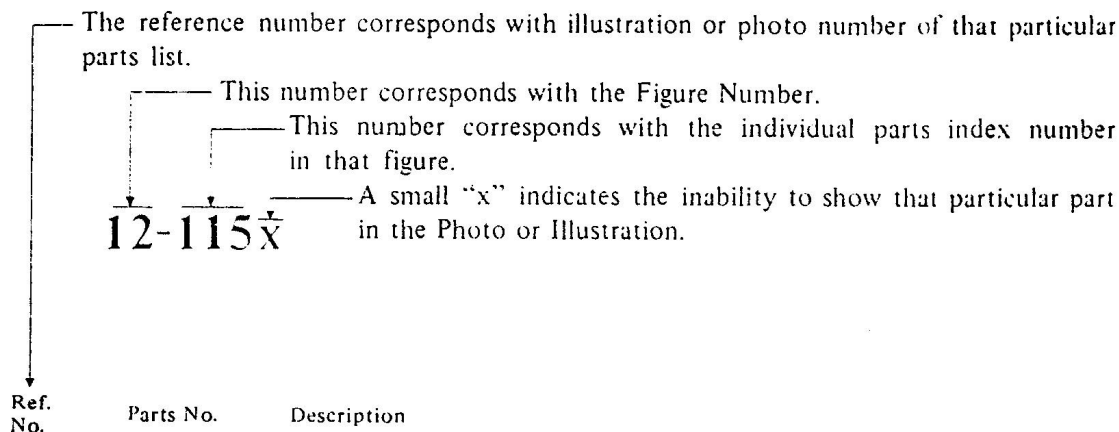 The reference number corresponds with illustration or photo number of that particular
parts list.
This number corresponds with the Figure Number.
This number corresponds with the individual parts index number
in that figure.
A small “x” indicates the inability to show that particular part
in the Photo or Illustration.
12-115x
Ref.
No.
Parts No.
Description